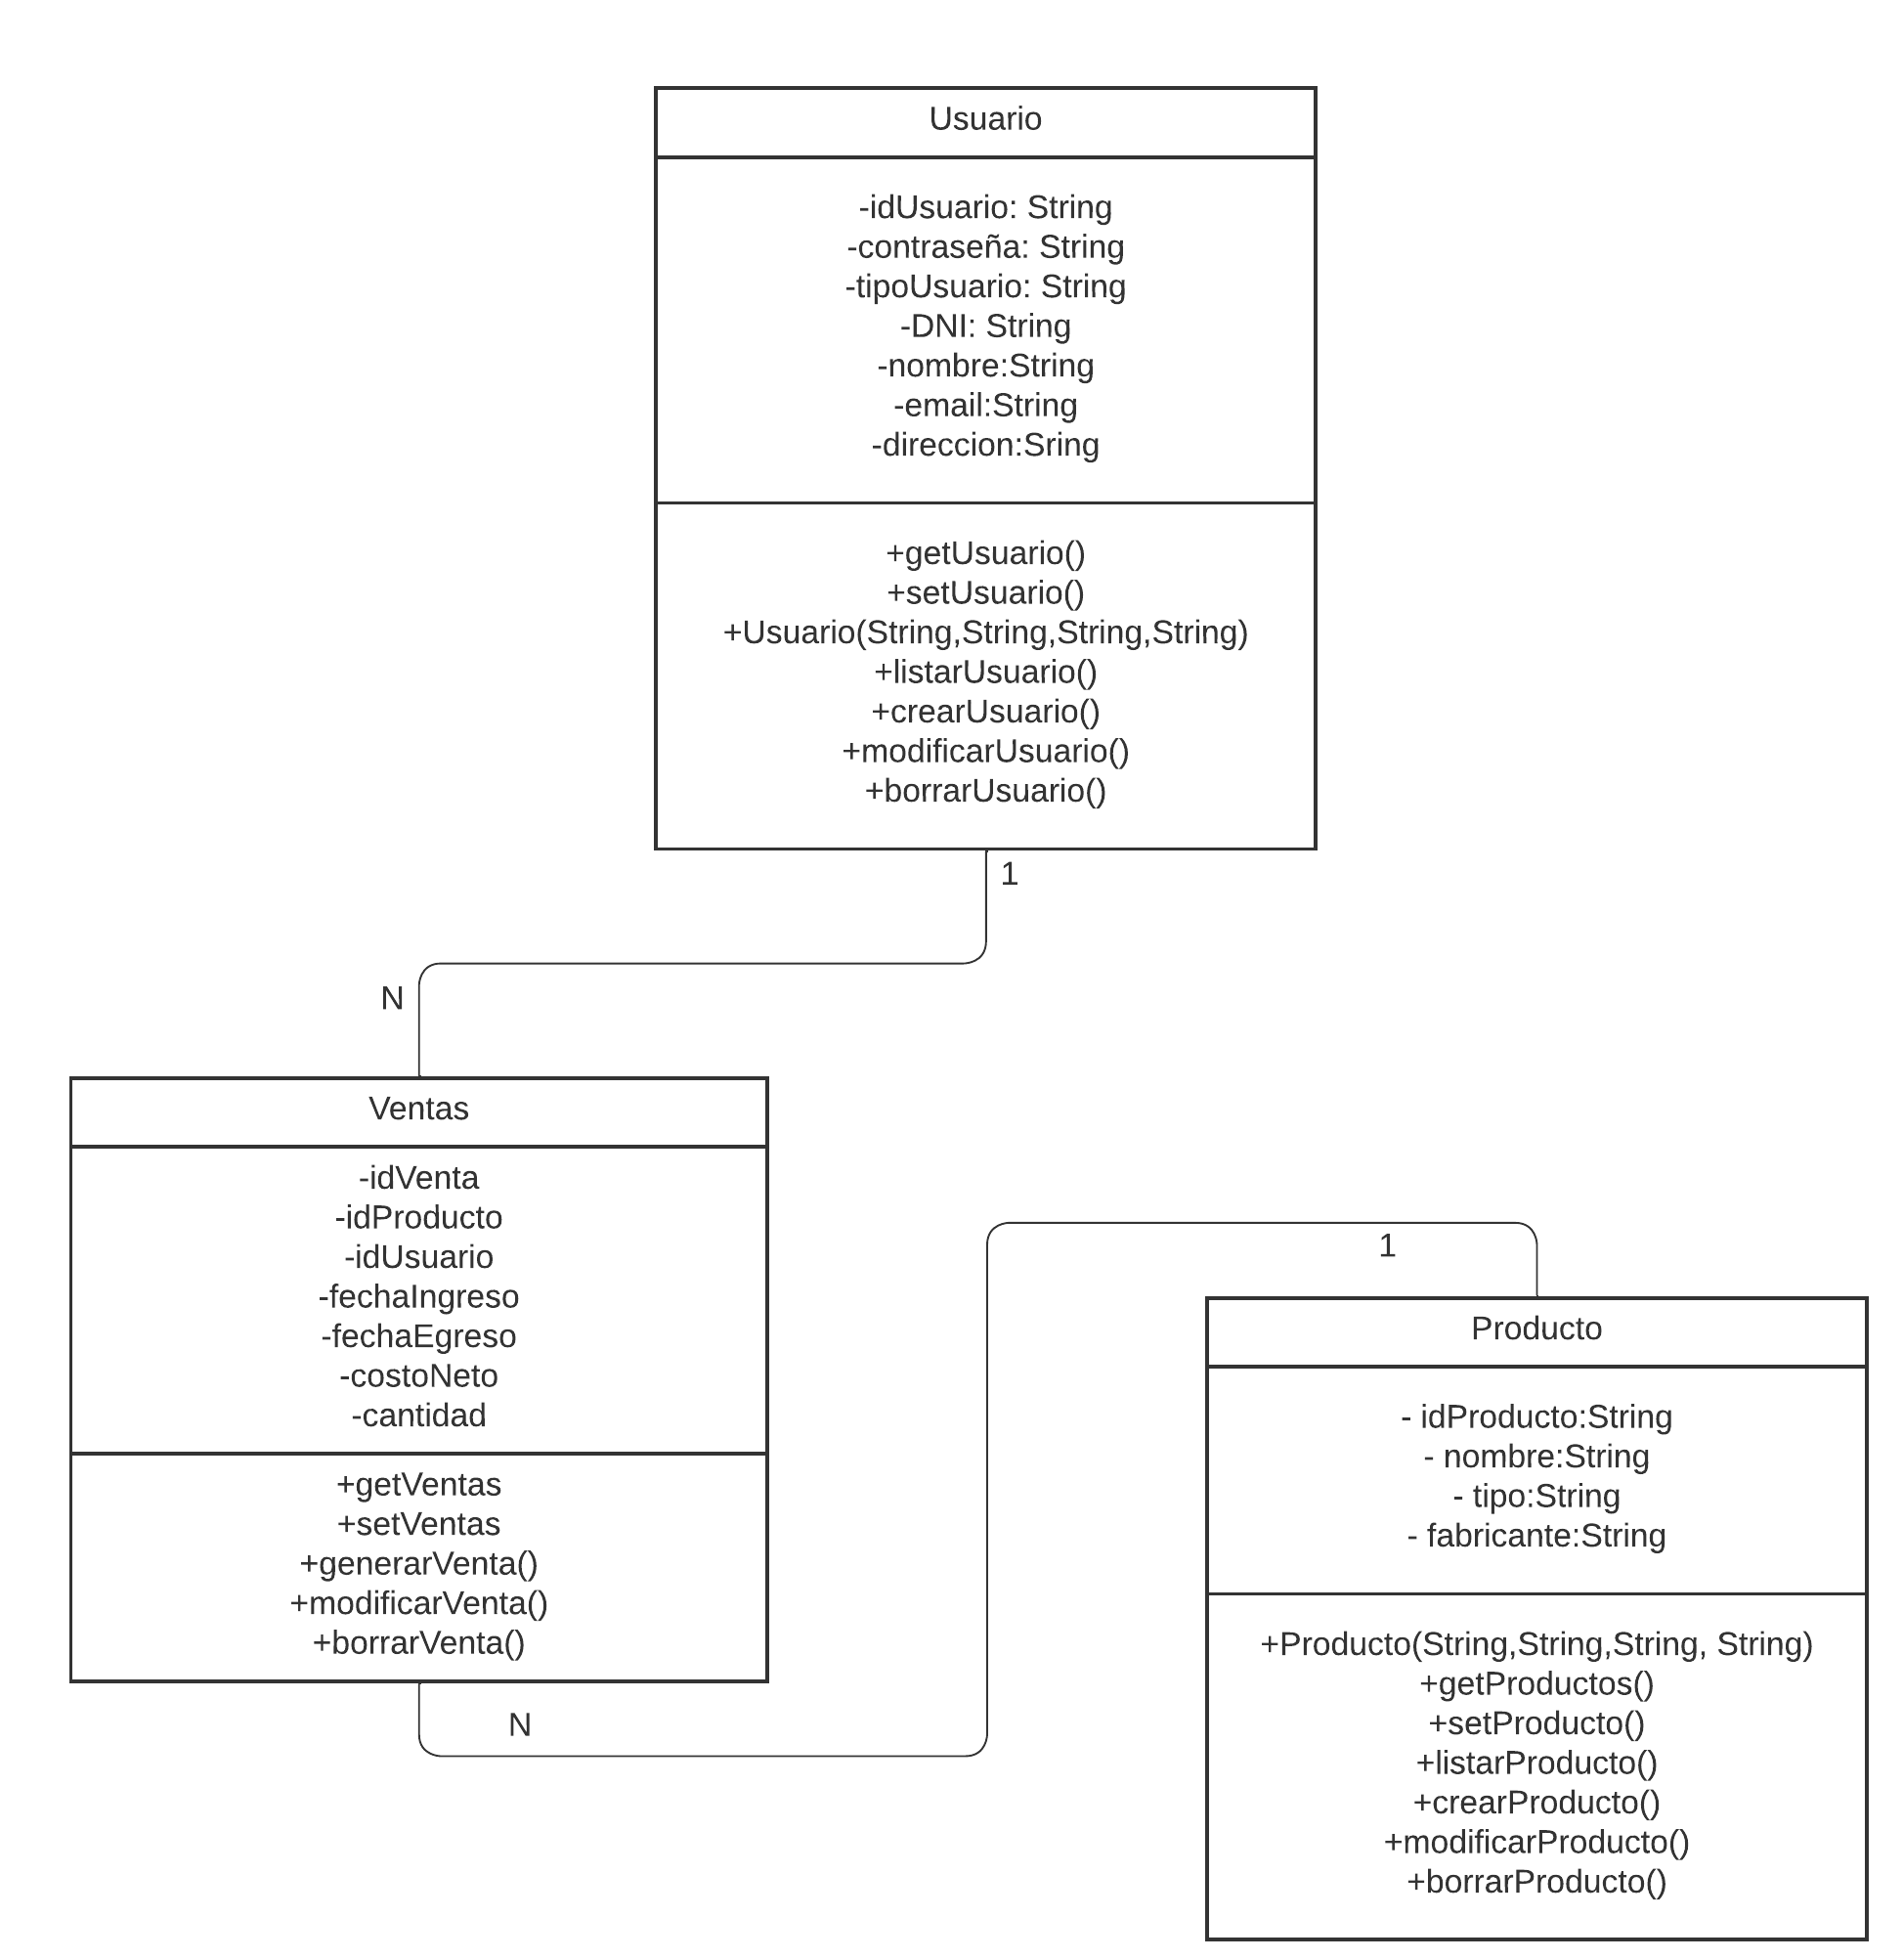 Usuario
-idUsuario: String
-contraseña: String
-tipoUsuario: String
-DNI: String
-nombre:String
-email:String
-direccion:Sring
+getUsuario()
+setUsuario()
+Usuario(String,String,String,String)
+listarUsuario()
+crearUsuario()
+modificarUsuario()
+borrarUsuario()
1
N
Ventas
-idVenta
-idProducto
-idUsuario
-fechaIngreso
-fechaEgreso
-costoNeto
-cantidad
+getVentas
+setVentas
+generarVenta()
+modificarVenta()
+borrarVenta()
N
1
Producto
- idProducto:String
- nombre:String
- tipo:String
- fabricante:String
+Producto(String,String,String, String)
+getProductos()
+setProducto()
+listarProducto()
+crearProducto()
+modificarProducto()
+borrarProducto()